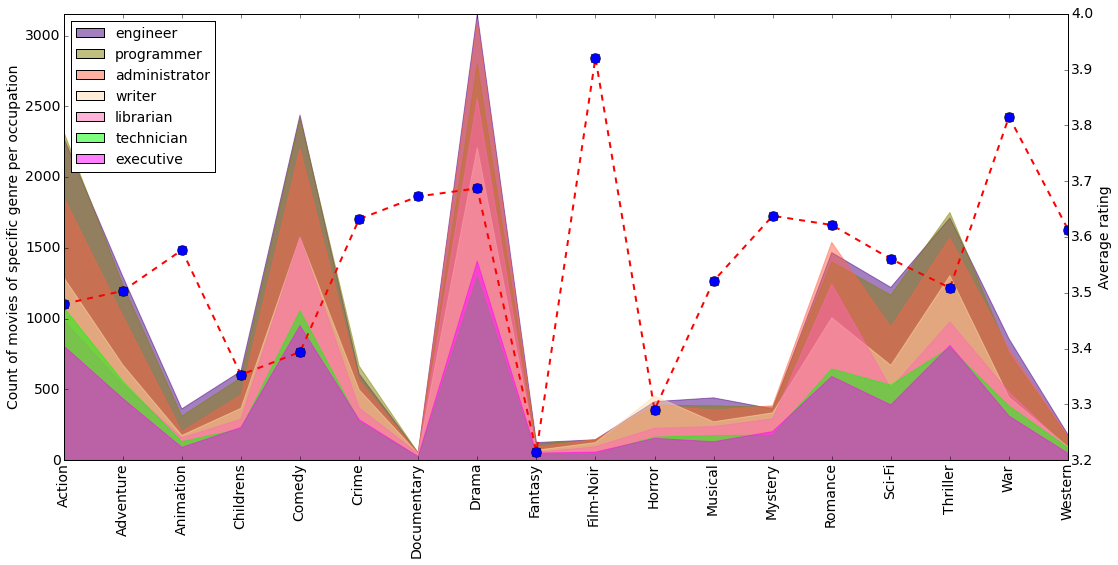 Count of movies of specific genre per occupation
3000
2500
2000
1500
1000
500
0
engineer
programmer
administrator
writer
librarian
technician
executive
4.0
3.9
3.8
3.7
3.6
3.5
3.4
3.3
3.2
Average rating
Action
Adventure
Animation
Childrens
Comedy
Crime
Documentary
Drama
Fantasy
Film-Noir
Horror
Musical
Mystery
Romance
Sci-Fi
Thriller
War
Western